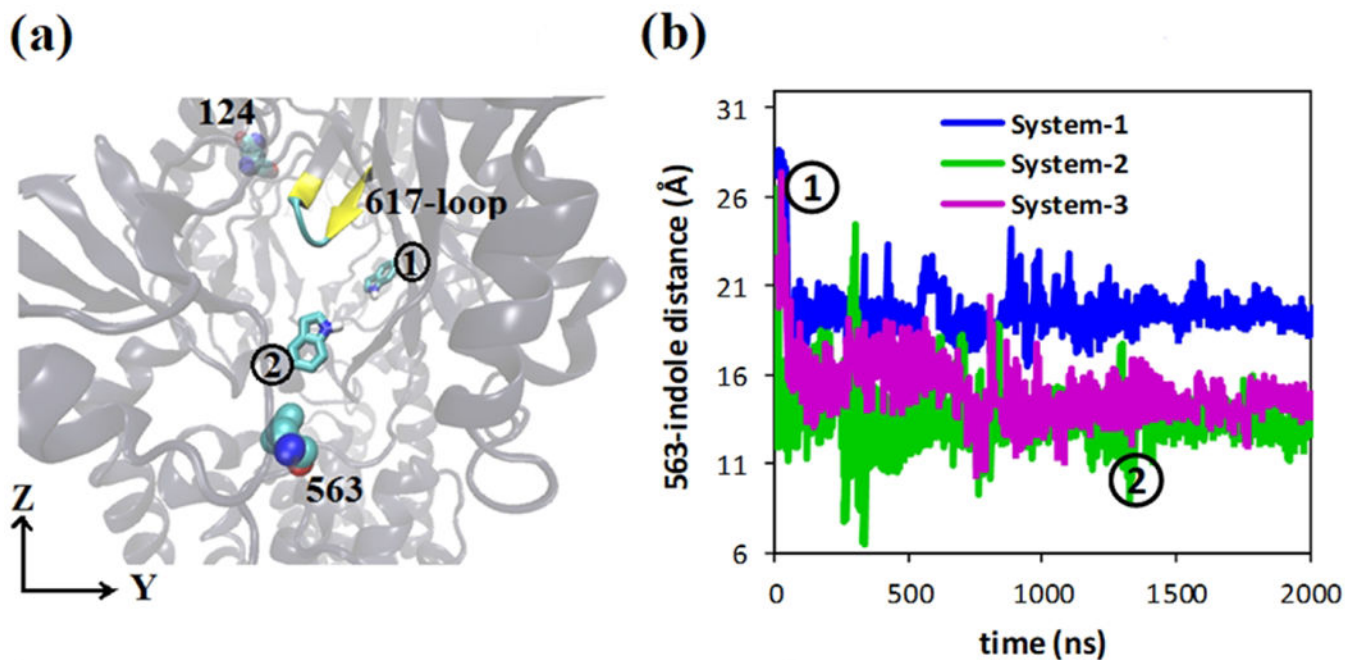 (a)
124
617-loop
①
②
563
Z
Y
(b)
563-indole distance (Å)
31
26
21
16
11
6
System-1
System-2
System-3
①
②
0
500
1000
1500
2000
time (ns)